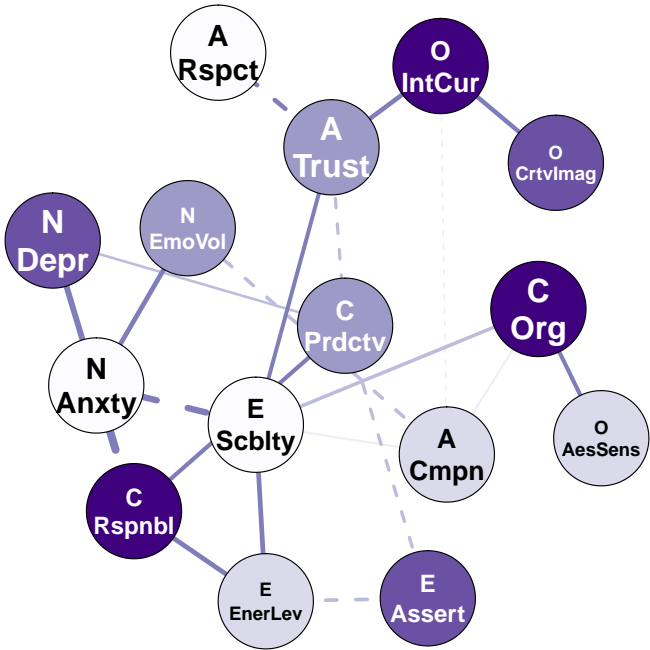 A
Rspct
O
IntCur
A
Trust
O
CrtvImag
N
Depr
N
EmoVol
C
Org
C
Prdctv
N
Anxty
E
Scblty
A
Cmpn
O
AesSens
C
Rspnbl
E
EnerLev
E
Assert